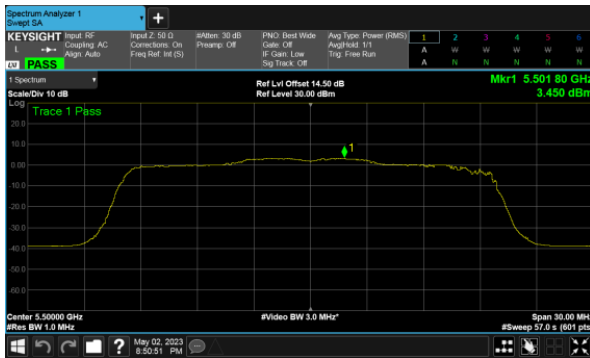 Spectrum Analyzer 1
Swept SA
+
KEYSIGHT Input: RF Input Z: 50 Ω #Atten: 30 dB PNO: Best Wide Avg Type: Power (RMS) 1 2 3 4 5 6
L Coupling: AC Corrections: On Preamp: Off Gate: Off Avg|Hold: 1/1 A W W W W W
Align: Auto Freq Ref: Int (S) IF Gain: Low Trig: Free Run
LXI PASS Sig Track: Off A N N N N N
1 Spectrum Ref Lvl Offset 14.50 dB Mkr1 5.501 80 GHz
Scale/Div 10 dB Ref Level 30.00 dBm 3.450 dBm
Log
Trace 1 Pass
20.0
10.0
1
0.00
-10.0
-20.0
-30.0
-40.0
-50.0
-60.0
Center 5.50000 GHz #Video BW 3.0 MHz* Span 30.00 MHz
#Res BW 1.0 MHz #Sweep 57.0 s (601 pts)
? May 02, 2023
8:50:51 PM